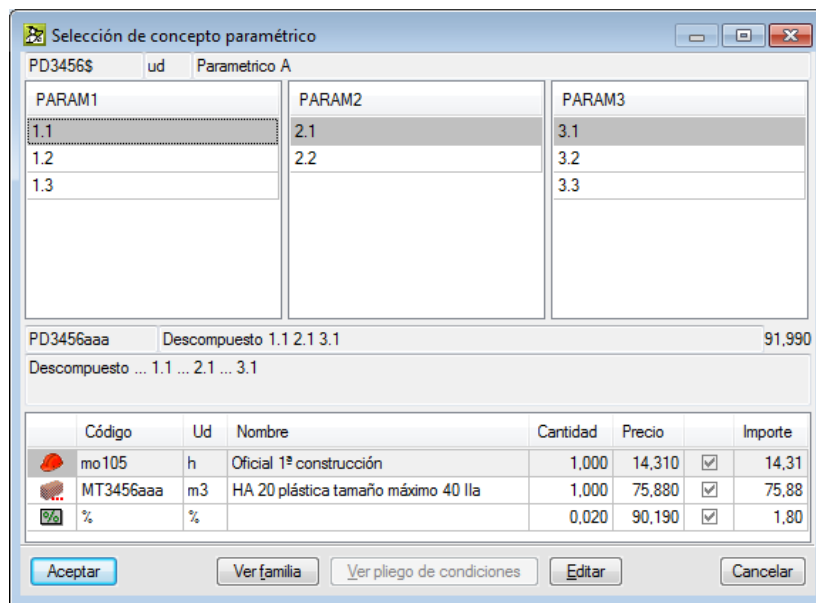 Selección de concepto paramétrico
PD3456$ ud Parametrico A
PARAM1 PARAM2 PARAM3
1.1 2.1 3.1
1.2 2.2 3.2
1.3 3.3
PD3456aaa Descompuesto 1.1 2.1 3.1 91,990
Descompuesto ... 1.1 ... 2.1 ... 3.1
Código Ud Nombre Cantidad Precio Importe
mo105 h Oficial 1ª construcción 1,000 14,310 14,31
MT3456aaa m3 HA 20 plástica tamaño máximo 40 IIa 1,000 75,880 75,88
% % 0,020 90,190 1,80
Aceptar Ver familia Ver pliego de condiciones Editar Cancelar